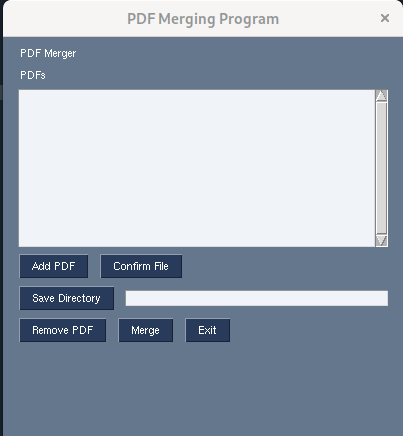 PDF Merging Program ×
PDF Merger
PDFs
Add PDF Confirm File
Save Directory
Remove PDF Merge Exit